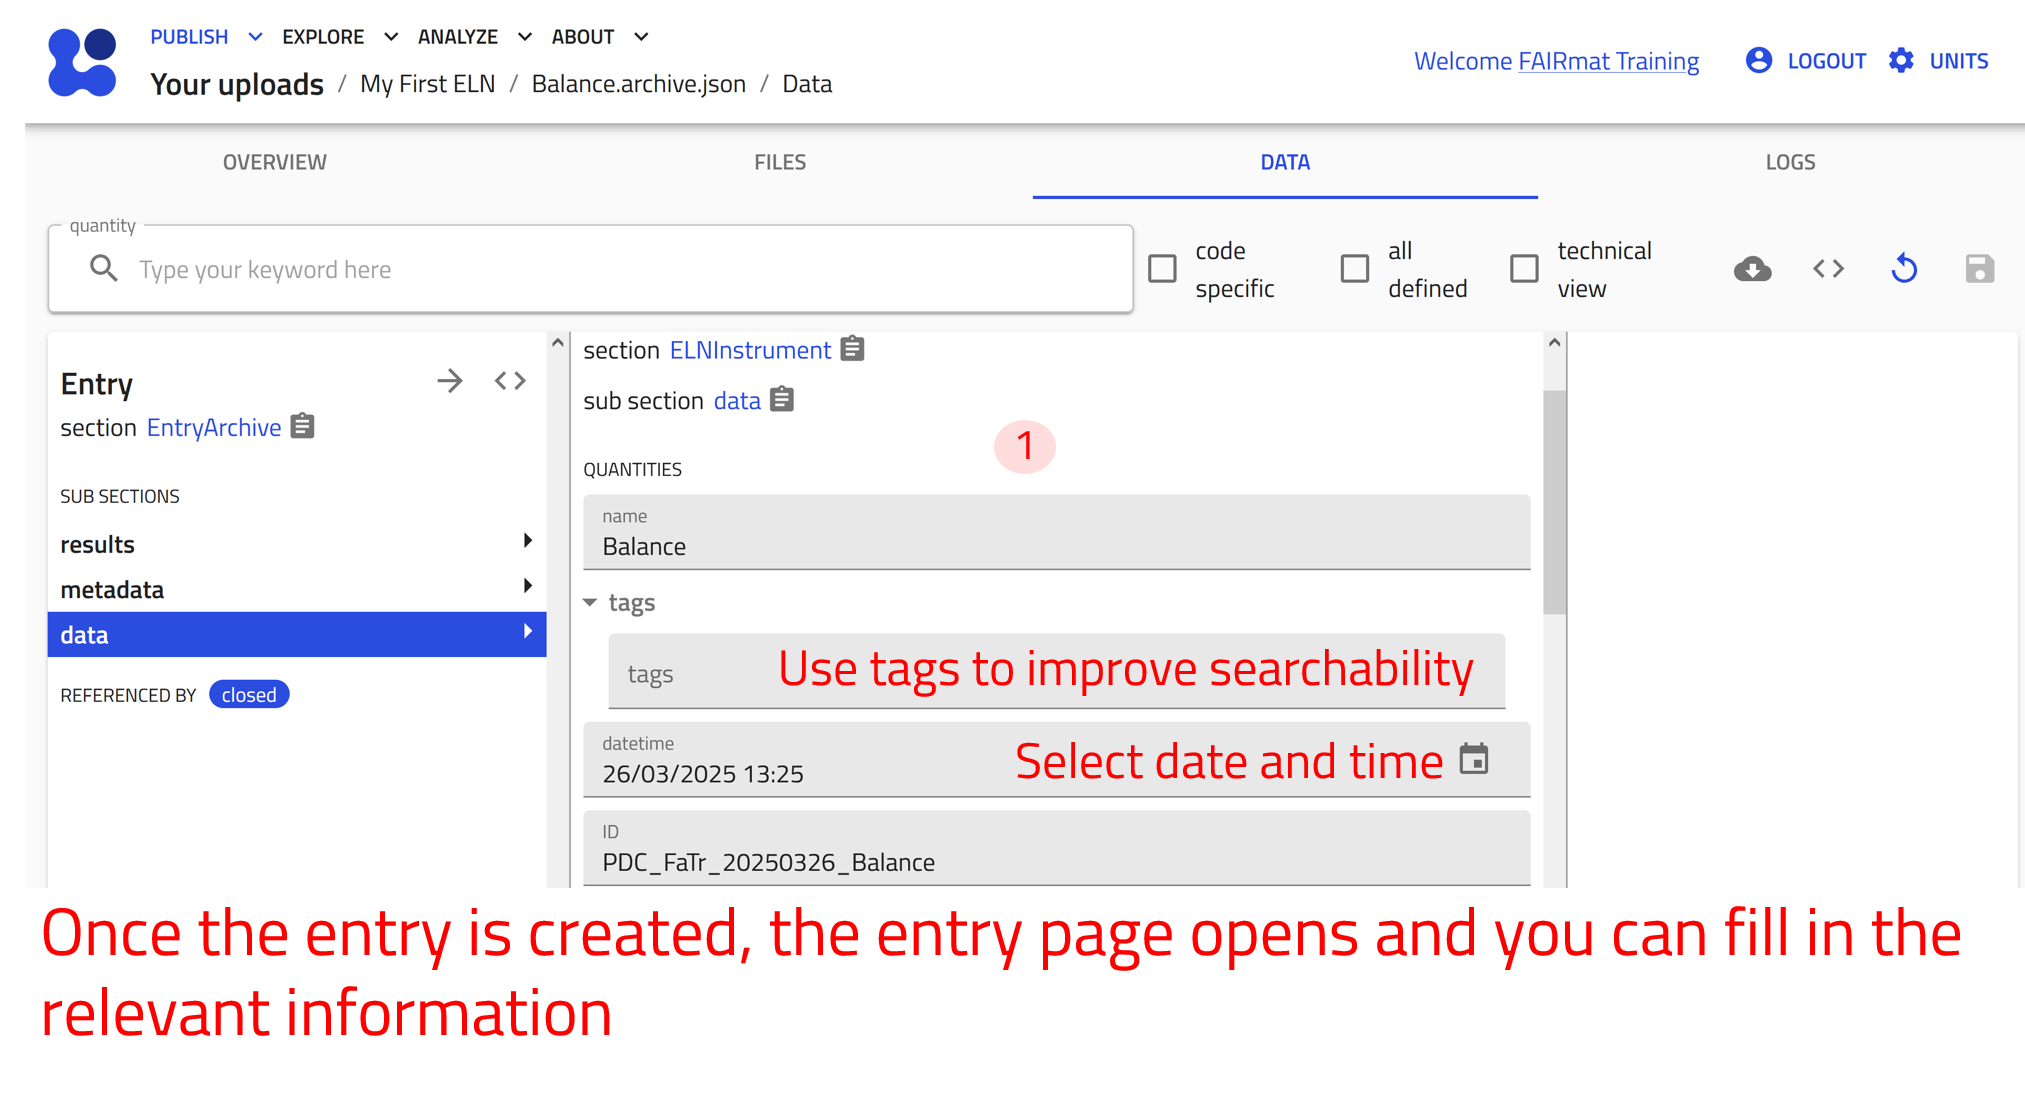 PUBLISH EXPLORE ANALYZE ABOUT
Your uploads / My First ELN / Balance.archive.json / Data
Welcome FAIRmat Training LOGOUT UNITS
OVERVIEW FILES DATA LOGS
quantity
Type your keyword here
code specific
all defined
technical view
Entry
section EntryArchive
SUB SECTIONS
results
metadata
data
REFERENCED BY closed
section ELNInstrument
sub section data
1
QUANTITIES
name
Balance
tags
tags Use tags to improve searchability
datetime
26/03/2025 13:25 Select date and time
ID
PDC_FaTr_20250326_Balance
Once the entry is created, the entry page opens and you can fill in the
relevant information